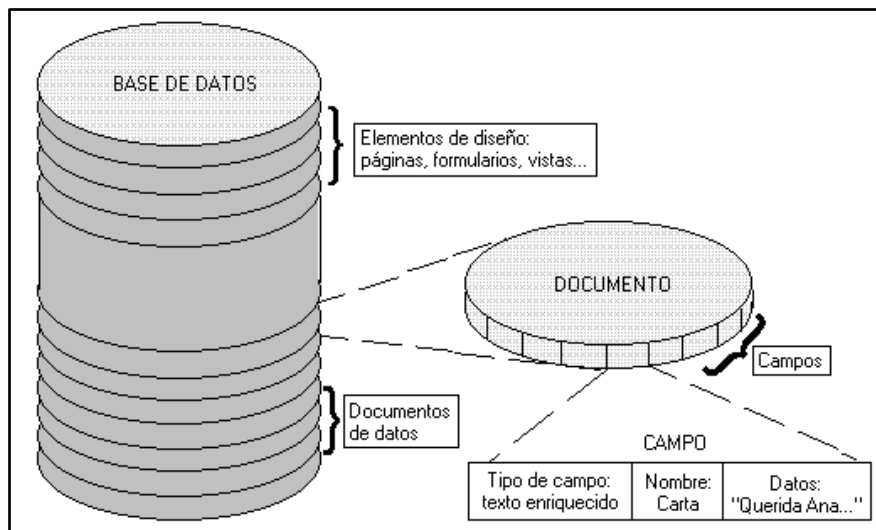 BASE DE DATOS
Elementos de diseño:
páginas, formularios, vistas...
DOCUMENTO
Campos
Documentos
de datos
CAMPO
Tipo de campo:
texto enriquecido
Nombre:
Carta
Datos:
"Querida Ana..."